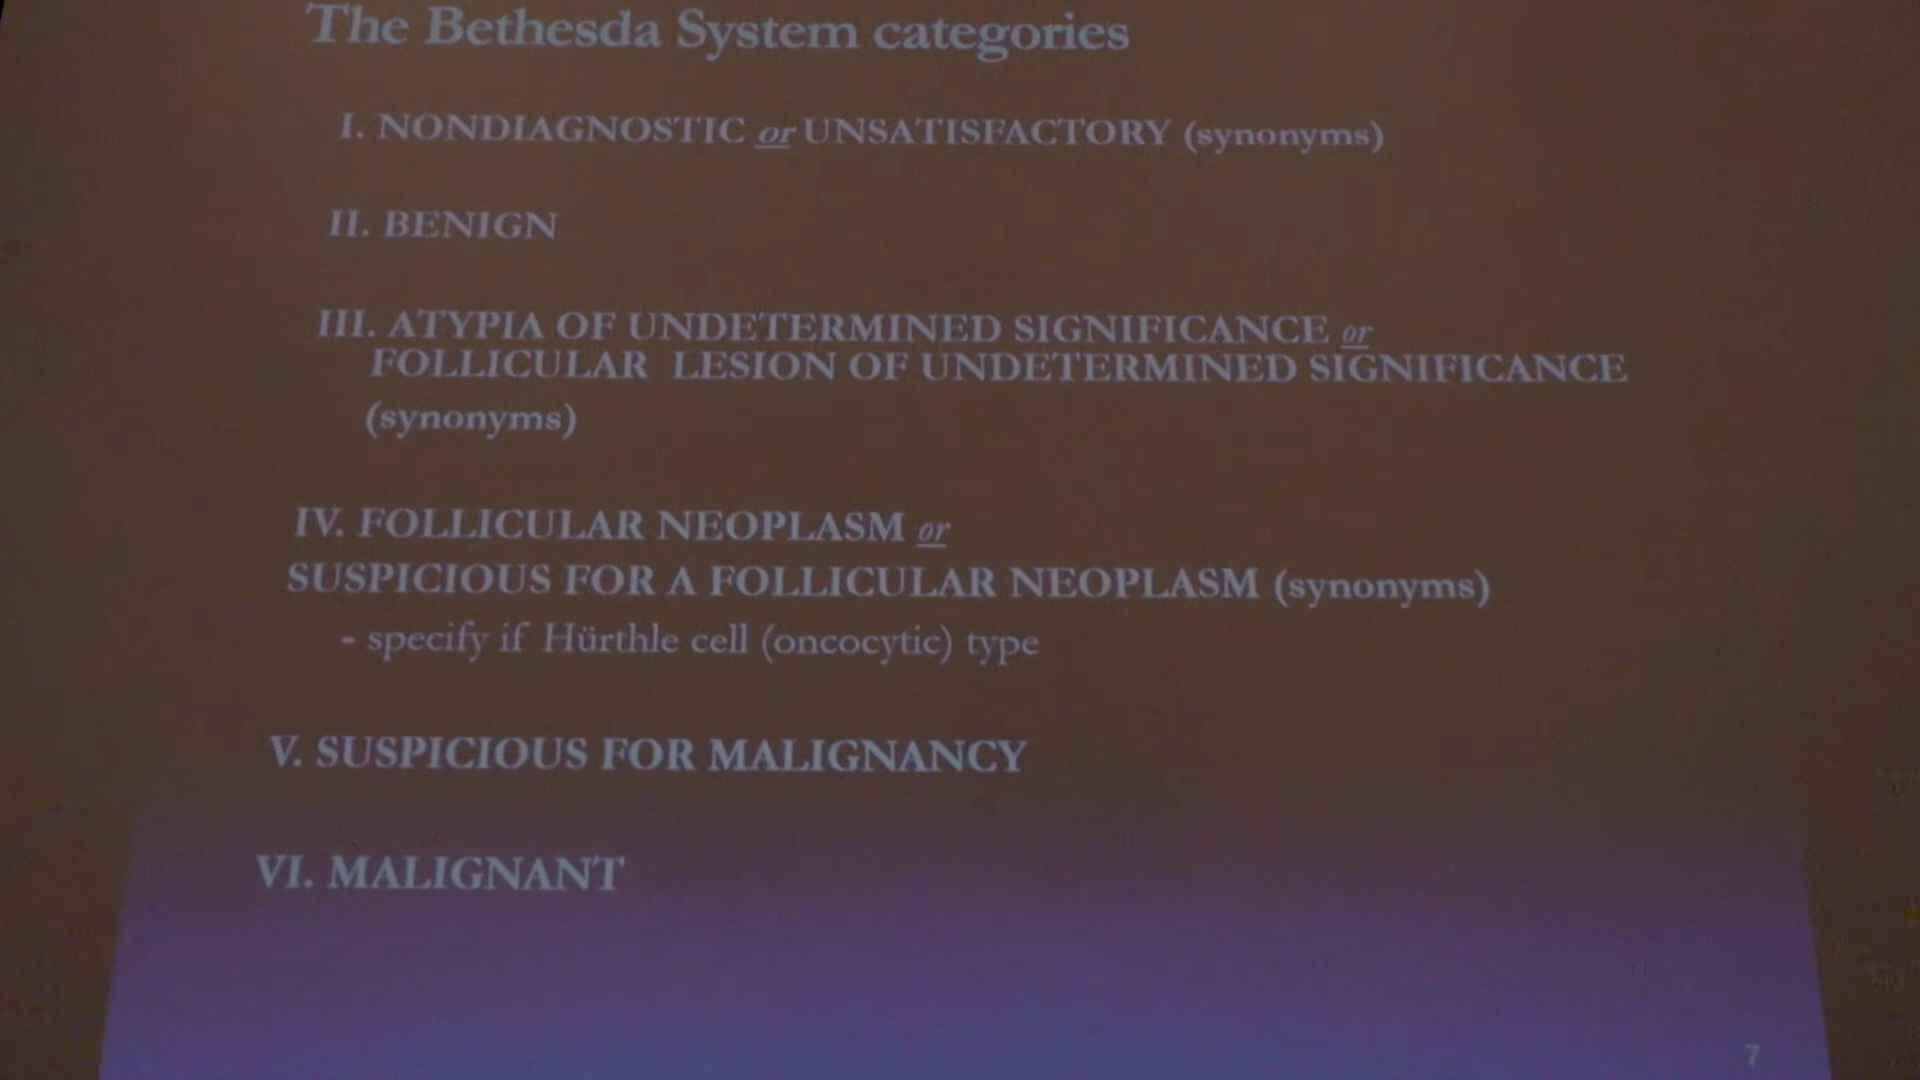 The Bethesda System categories
I. NONDIAGNOSTIC or UNSATISFACTORY (synonyms)
II. BENIGN
III. ATYPIA OF UNDETERMINED SIGNIFICANCE or
FOLLICULAR LESION OF UNDETERMINED SIGNIFICANCE
(synonyms)
IV. FOLLICULAR NEOPLASM or
SUSPICIOUS FOR A FOLLICULAR NEOPLASM (synonyms)
- specify if Hürthle cell (oncocytic) type
V. SUSPICIOUS FOR MALIGNANCY
VI. MALIGNANT
7